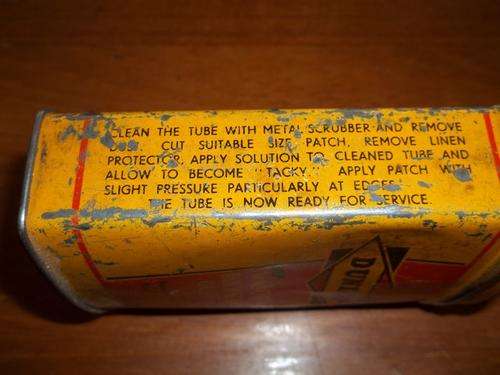 CLEAN THE TUBE WITH METAL SCRUBBER AND REMOVE
DUST. CUT SUITABLE SIZE PATCH, REMOVE LINEN
PROTECTOR, APPLY SOLUTION TO CLEANED TUBE AND
ALLOW TO BECOME "TACKY". APPLY PATCH WITH
SLIGHT PRESSURE PARTICULARLY AT EDGES.
THE TUBE IS NOW READY FOR SERVICE.